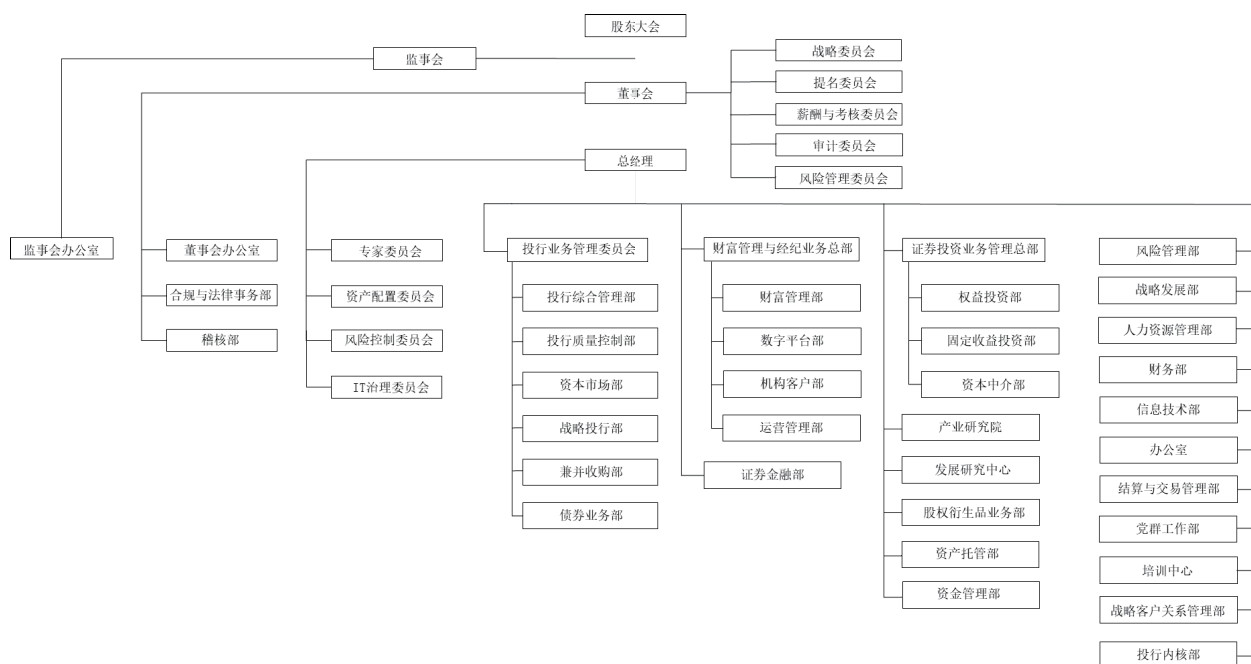 股东大会
监事会
董事会
战略委员会
提名委员会
薪酬与考核委员会
审计委员会
风险管理委员会
总经理
监事会办公室
董事会办公室
合规与法律事务部
稽核部
专家委员会
资产配置委员会
风险控制委员会
IT治理委员会
投行业务管理委员会
投行综合管理部
投行质量控制部
资本市场部
战略投行部
兼并收购部
债券业务部
财富管理与经纪业务总部
财富管理部
数字平台部
机构客户部
运营管理部
证券金融部
证券投资业务管理总部
权益投资部
固定收益投资部
资本中介部
产业研究院
发展研究中心
股权衍生品业务部
资产托管部
资金管理部
风险管理部
战略发展部
人力资源管理部
财务部
信息技术部
办公室
结算与交易管理部
党群工作部
培训中心
战略客户关系管理部
投行内核部